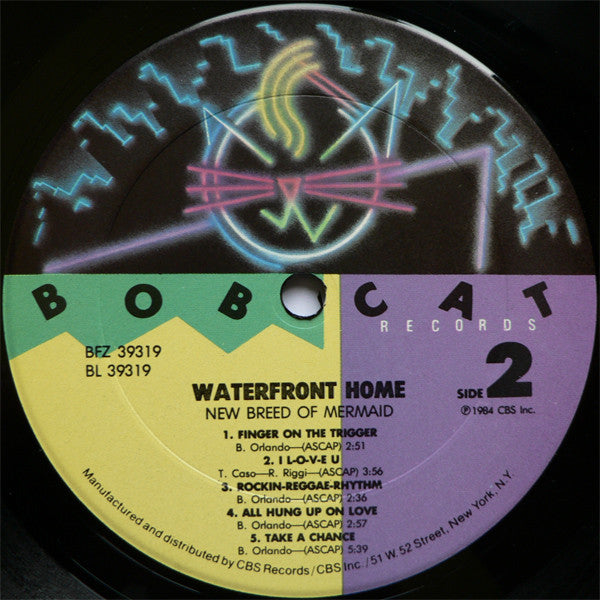 BOBCAT
RECORDS
BFZ 39319
BL 39319
SIDE 2
℗ 1984 CBS Inc.
WATERFRONT HOME
NEW BREED OF MERMAID
1. FINGER ON THE TRIGGER
B. Orlando—(ASCAP) 2:51
2. I L-O-V-E U
T. Caso—R. Riggi—(ASCAP) 3:56
3. ROCKIN-REGGAE-RHYTHM
B. Orlando—(ASCAP) 2:36
4. ALL HUNG UP ON LOVE
B. Orlando—(ASCAP) 2:57
5. TAKE A CHANCE
B. Orlando—(ASCAP) 5:39
Manufactured and distributed by CBS Records/CBS Inc./51 W. 52 Street, New York, N.Y.